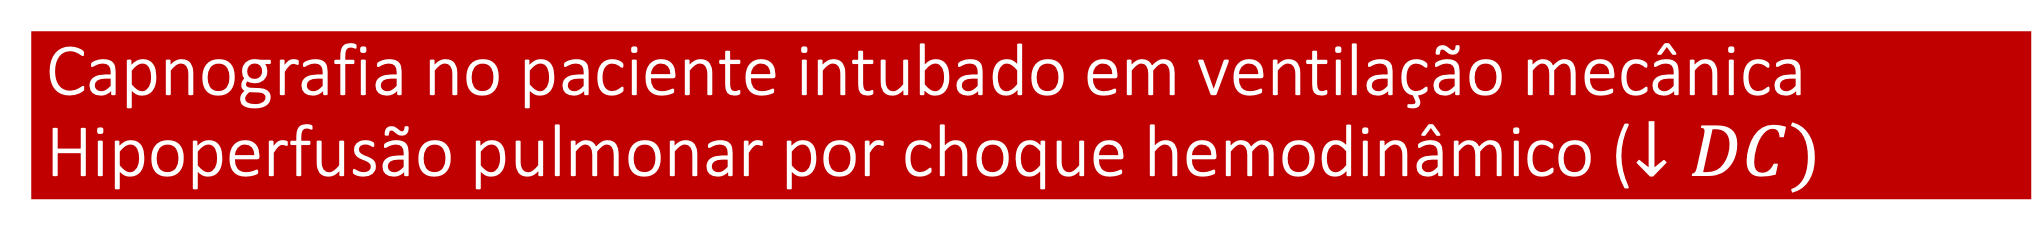 Capnografia no paciente intubado em ventilação mecânica
Hipoperfusão pulmonar por choque hemodinâmico (↓ DC)